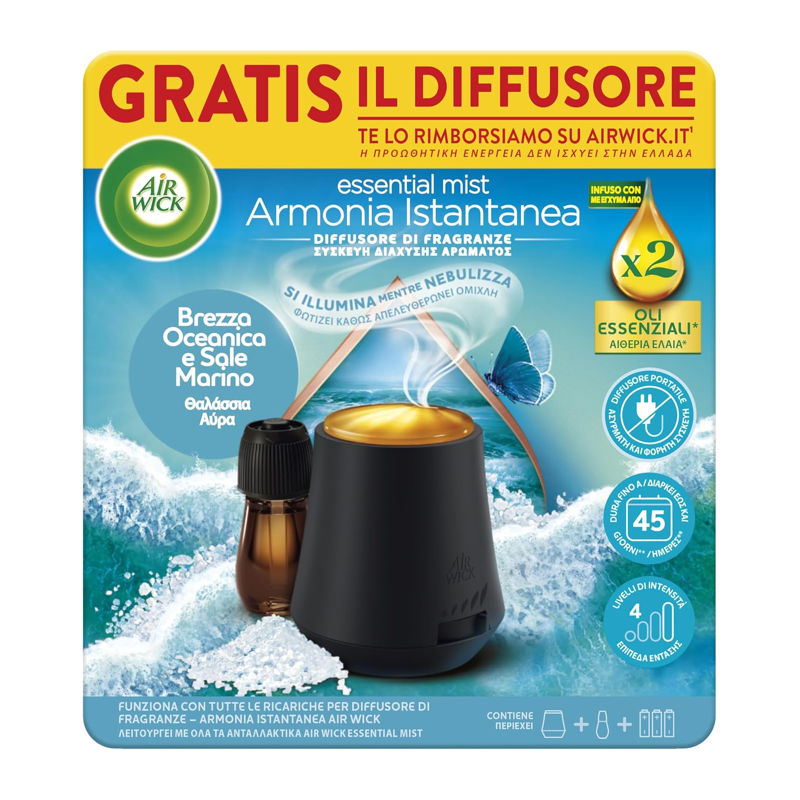 GRATIS IL DIFFUSORE
TE LO RIMBORSIAMO SU AIRWICK.IT¹
Η ΠΡΟΩΘΗΤΙΚΗ ΕΝΕΡΓΕΙΑ ΔΕΝ ΙΣΧΥΕΙ ΣΤΗΝ ΕΛΛΑΔΑ
AIR
WICK
essential mist
Armonia Istantanea
DIFFUSORE DI FRAGRANZE
ΣΥΣΚΕΥΗ ΔΙΑΧΥΣΗΣ ΑΡΩΜΑΤΟΣ
INFUSO CON
ΜΕ ΕΓΧΥΜΑ ΑΠΟ
x2
OLI
ESSENZIALI*
ΑΙΘΕΡΙΑ ΕΛΑΙΑ*
SI ILLUMINA MENTRE NEBULIZZA
ΦΩΤΙΖΕΙ ΚΑΘΩΣ ΑΠΕΛΕΥΘΕΡΩΝΕΙ ΟΜΙΧΛΗ
Brezza
Oceanica
e Sale
Marino
Θαλάσσια
Αύρα
DIFFUSORE PORTATILE
ΑΣΥΡΜΑΤΗ ΚΑΙ ΦΟΡΗΤΗ ΣΥΣΚΕΥΗ
DURA FINO A / ΔΙΑΡΚΕΙ ΕΩΣ ΚΑΙ
45
GIORNI** / ΗΜΕΡΕΣ**
LIVELLI DI INTENSITÀ
4
ΕΠΙΠΕΔΑ ΕΝΤΑΣΗΣ
AIR
WICK
FUNZIONA CON TUTTE LE RICARICHE PER DIFFUSORE DI
FRAGRANZE – ARMONIA ISTANTANEA AIR WICK
ΛΕΙΤΟΥΡΓΕΙ ΜΕ ΟΛΑ ΤΑ ΑΝΤΑΛΛΑΚΤΙΚΑ AIR WICK ESSENTIAL MIST
CONTIENE
ΠΕΡΙΕΧΕΙ